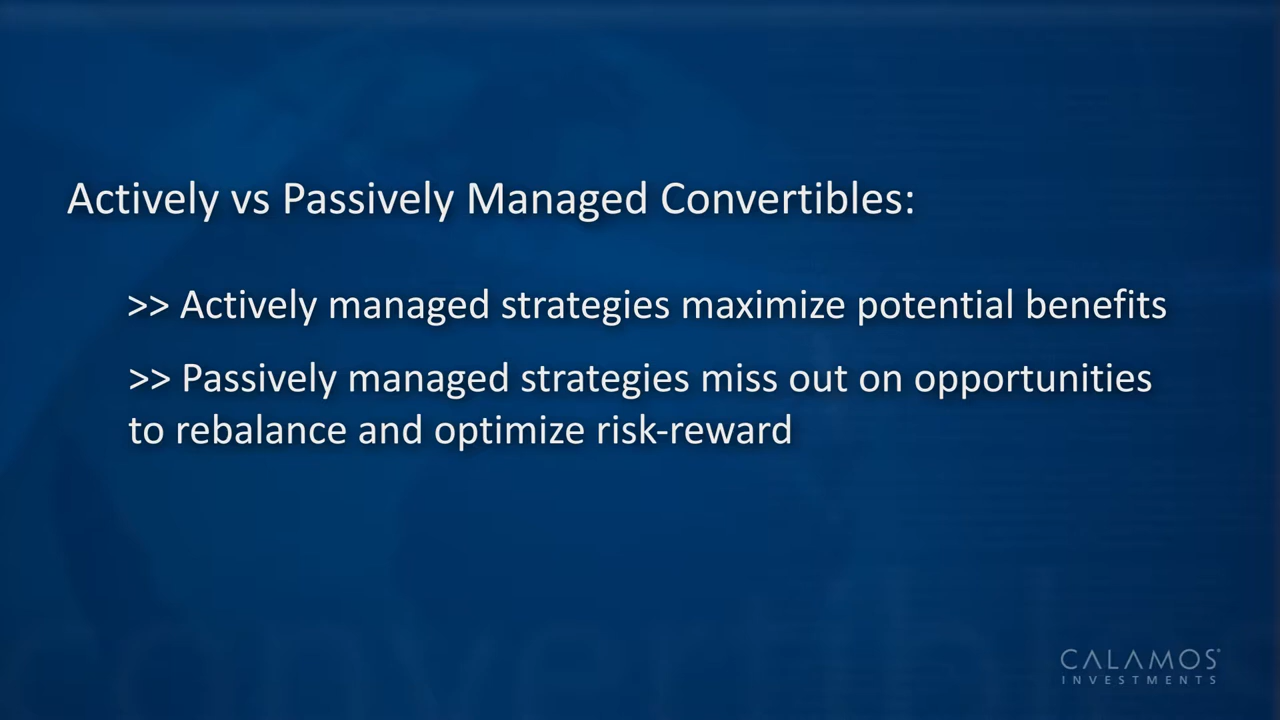 Actively vs Passively Managed Convertibles:
>> Actively managed strategies maximize potential benefits
>> Passively managed strategies miss out on opportunities
to rebalance and optimize risk-reward
CALAMOS®
INVESTMENTS